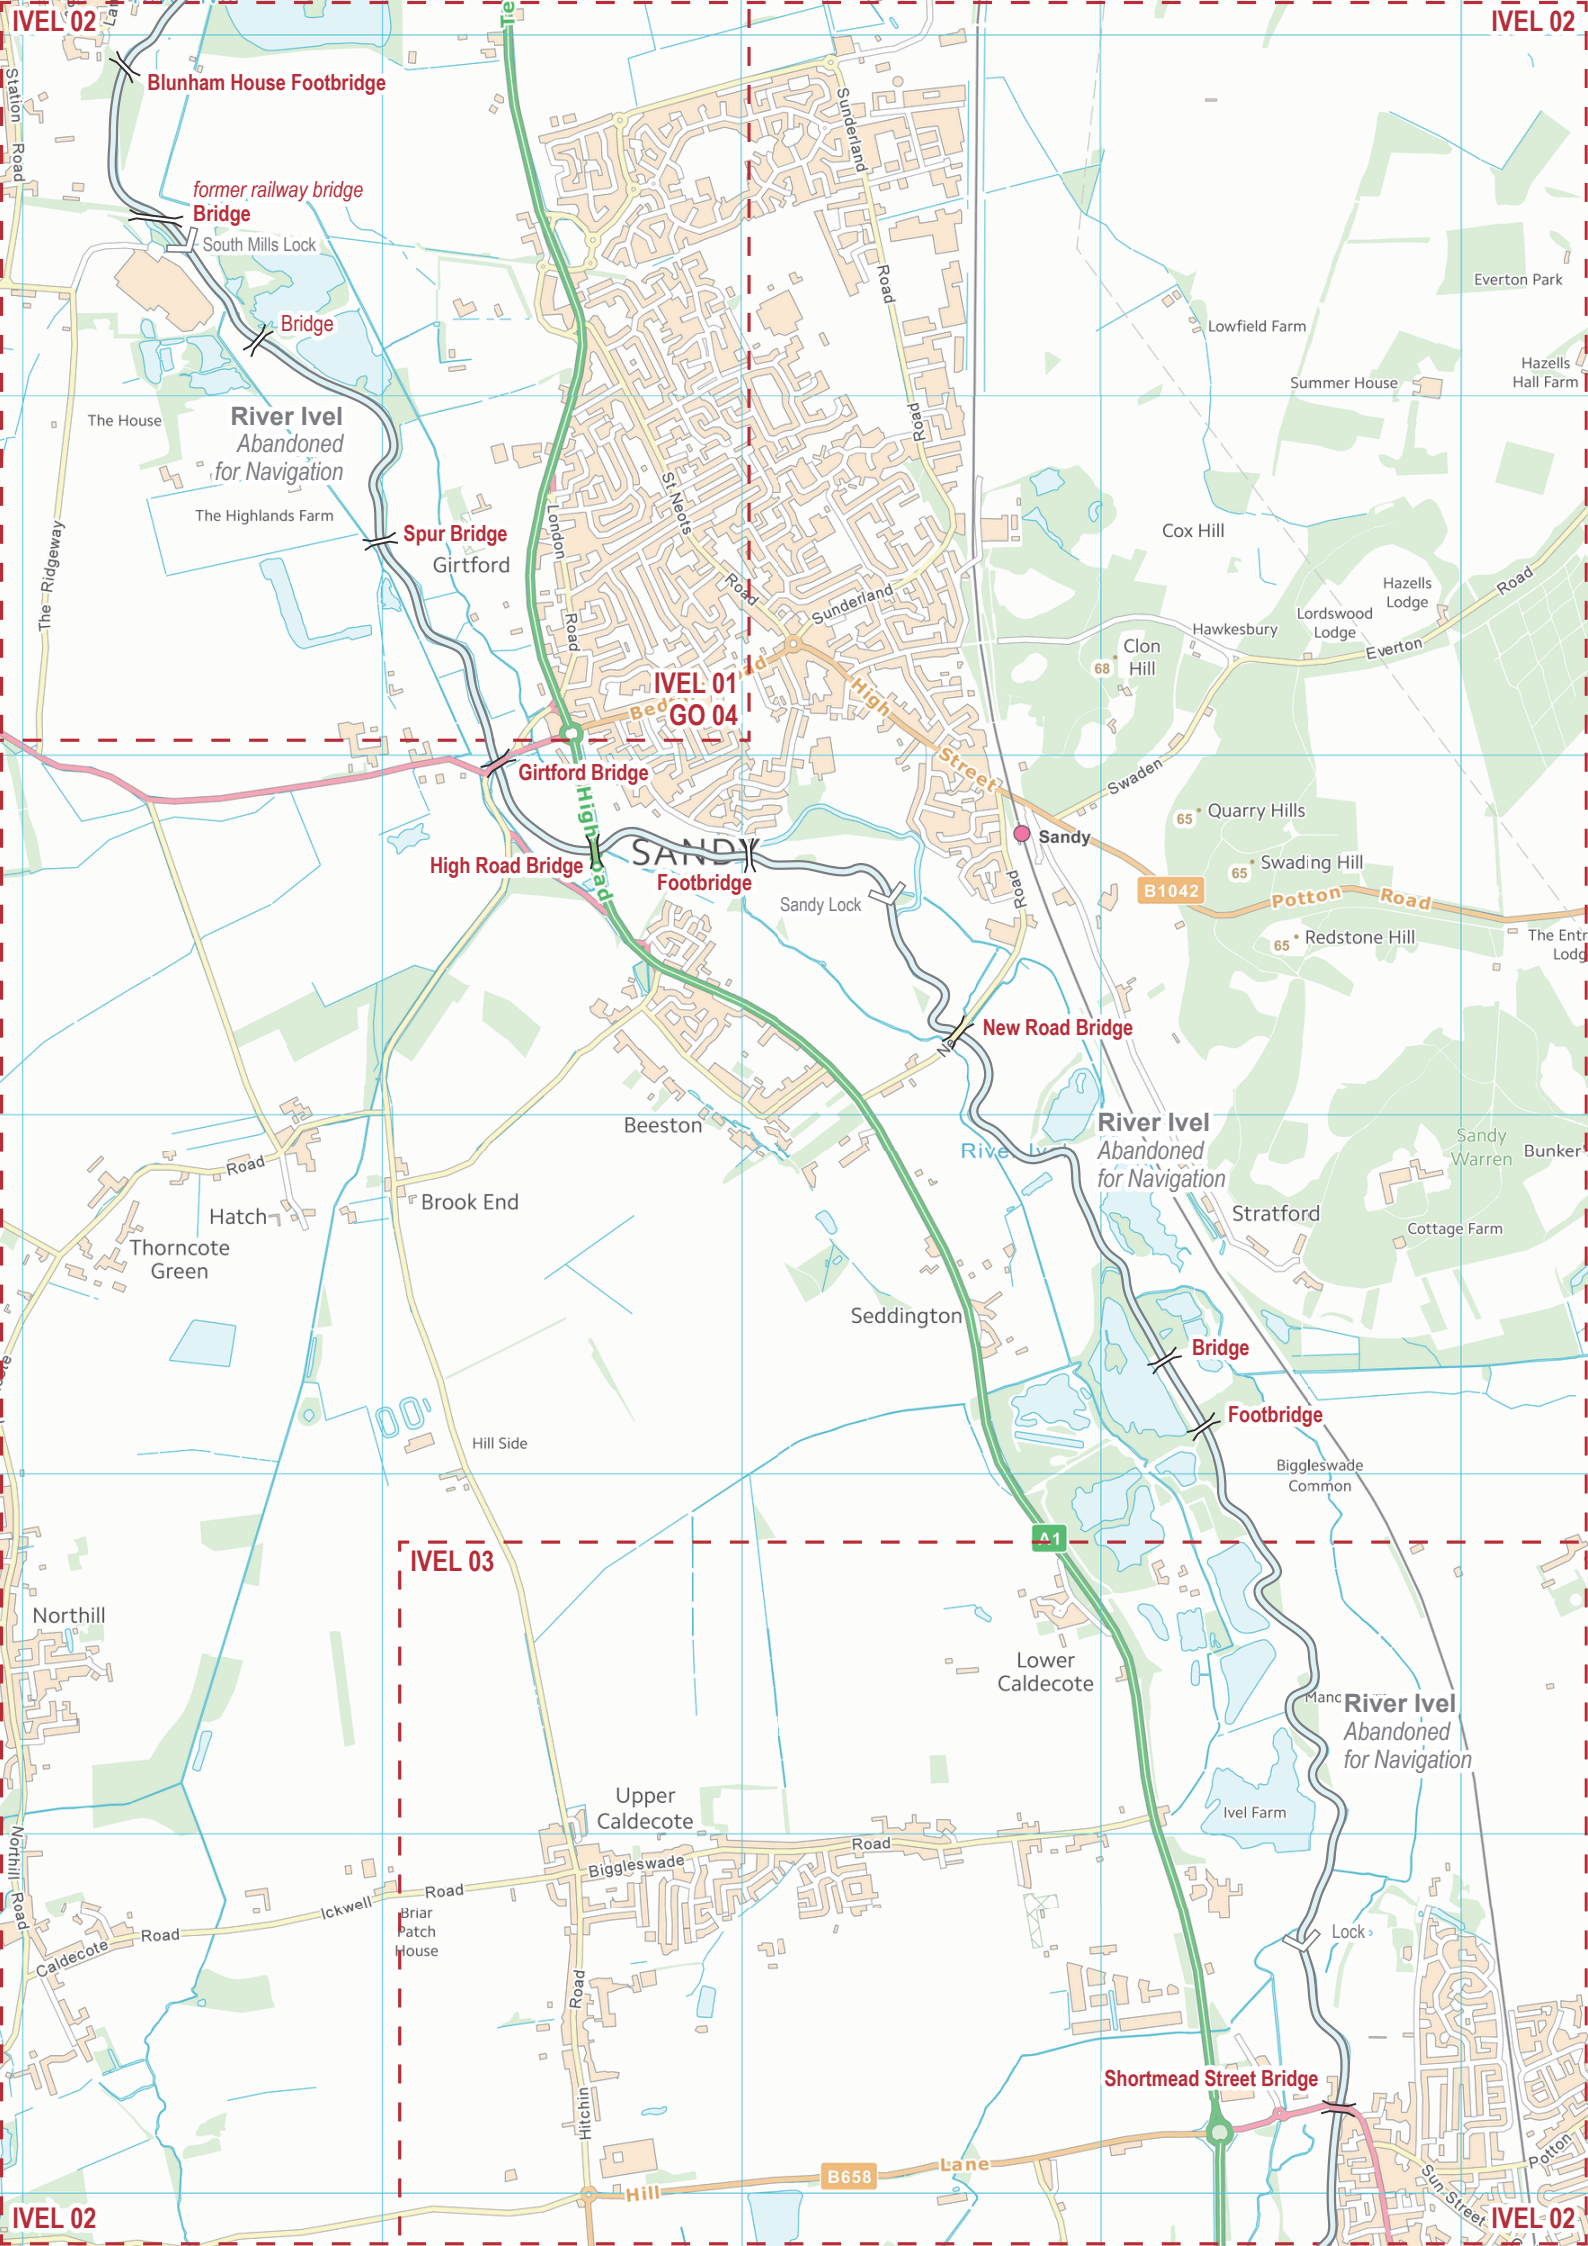 IVEL 02
IVEL 02
Blunham House Footbridge
Station Road
former railway bridge
Bridge
South Mills Lock
Sunderland
Road
Everton Park
Bridge
Lowfield Farm
Hazells
Hall Farm
Summer House
The House
River Ivel
Abandoned
for Navigation
Road
St Neots
Road
The Highlands Farm
London
Road
Cox Hill
Spur Bridge
Girtford
The Ridgeway
Sunderland
Hazells
Lodge
Road
Lordswood
Lodge
Hawkesbury
Everton
Clon
Hill
68
IVEL 01
GO 04
High
Street
Swaden
Girtford Bridge
High
Quarry Hills
65
Sandy
SANDY
High Road Bridge
Footbridge
Swading Hill
65
Road
B1042
Potton Road
Sandy Lock
Redstone Hill
65
The Entr
Lodg
New Road Bridge
Beeston
River Ivel
River Ivel
Abandoned
for Navigation
Sandy
Warren
Bunker
Road
Brook End
Hatch
Stratford
Cottage Farm
Thorncote
Green
Seddington
Bridge
Footbridge
Hill Side
Biggleswade
Common
A1
IVEL 03
Northill
Lower
Caldecote
River Ivel
Abandoned
for Navigation
Upper
Caldecote
Ivel Farm
Road
Biggleswade
Northill Road
Ickwell
Road
Briar
Patch
House
Caldecote
Road
Lock
Road
Shortmead Street Bridge
Hitchin
Potton
B658
Lane
Hill
Sun Street
IVEL 02
IVEL 02